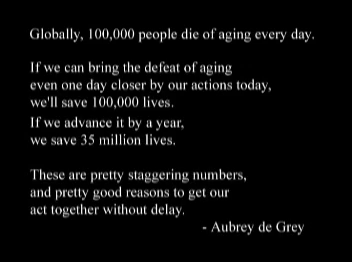 Globally, 100,000 people die of aging every day.
If we can bring the defeat of aging
even one day closer by our actions today,
we'll save 100,000 lives.
If we advance it by a year,
we save 35 million lives.
These are pretty staggering numbers,
and pretty good reasons to get our
act together without delay.
- Aubrey de Grey